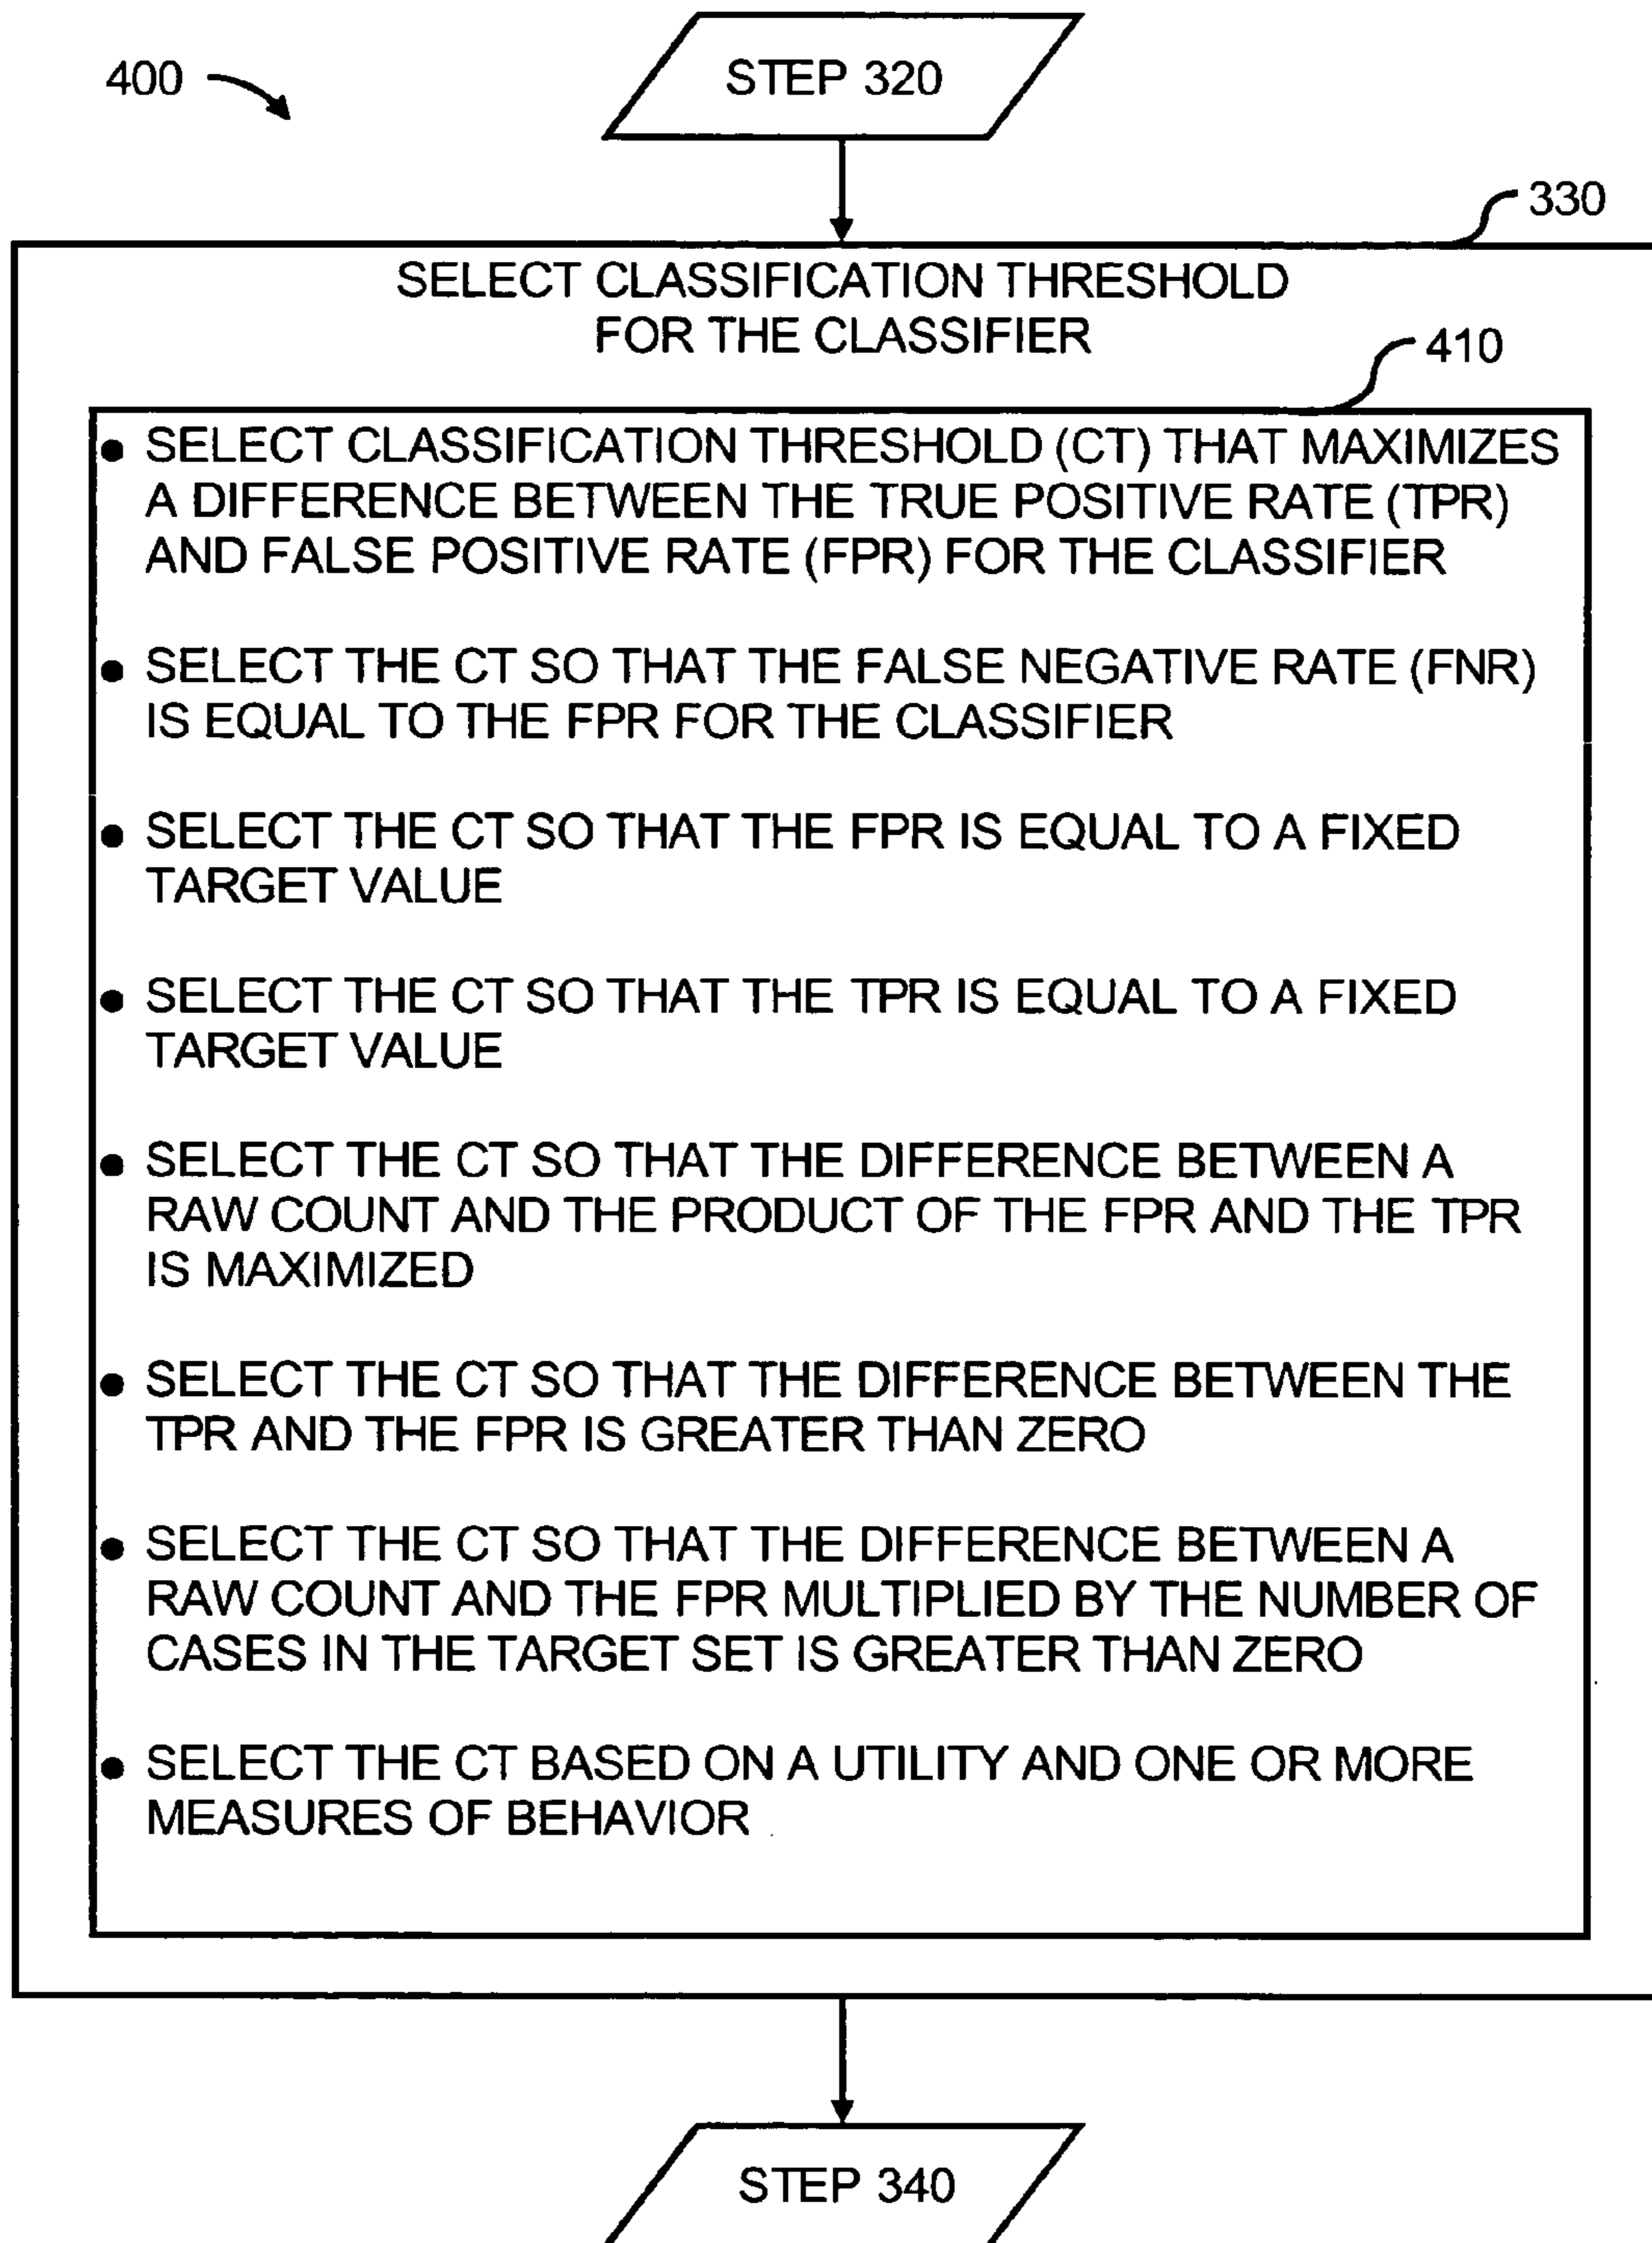 400
STEP 320
330
SELECT CLASSIFICATION THRESHOLD
FOR THE CLASSIFIER
410
● SELECT CLASSIFICATION THRESHOLD (CT) THAT MAXIMIZES
A DIFFERENCE BETWEEN THE TRUE POSITIVE RATE (TPR)
AND FALSE POSITIVE RATE (FPR) FOR THE CLASSIFIER
● SELECT THE CT SO THAT THE FALSE NEGATIVE RATE (FNR)
IS EQUAL TO THE FPR FOR THE CLASSIFIER
● SELECT THE CT SO THAT THE FPR IS EQUAL TO A FIXED
TARGET VALUE
● SELECT THE CT SO THAT THE TPR IS EQUAL TO A FIXED
TARGET VALUE
● SELECT THE CT SO THAT THE DIFFERENCE BETWEEN A
RAW COUNT AND THE PRODUCT OF THE FPR AND THE TPR
IS MAXIMIZED
● SELECT THE CT SO THAT THE DIFFERENCE BETWEEN THE
TPR AND THE FPR IS GREATER THAN ZERO
● SELECT THE CT SO THAT THE DIFFERENCE BETWEEN A
RAW COUNT AND THE FPR MULTIPLIED BY THE NUMBER OF
CASES IN THE TARGET SET IS GREATER THAN ZERO
● SELECT THE CT BASED ON A UTILITY AND ONE OR MORE
MEASURES OF BEHAVIOR
STEP 340